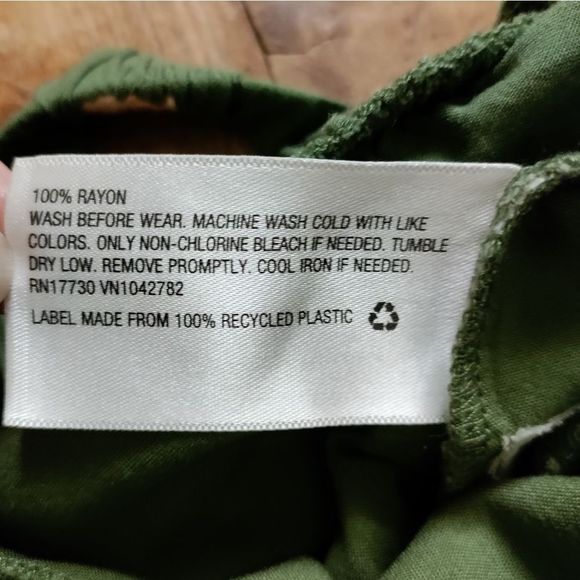 100% RAYON
WASH BEFORE WEAR. MACHINE WASH COLD WITH LIKE
COLORS. ONLY NON-CHLORINE BLEACH IF NEEDED. TUMBLE
DRY LOW. REMOVE PROMPTLY. COOL IRON IF NEEDED.
RN17730 VN1042782
LABEL MADE FROM 100% RECYCLED PLASTIC